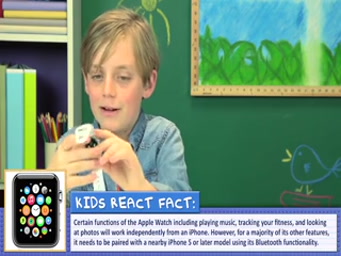 KIDS REACT FACT:
Certain functions of the Apple Watch including playing music, tracking your fitness, and looking
at photos will work independently from an iPhone. However, for a majority of its other features,
it needs to be paired with a nearby iPhone 5 or later model using its Bluetooth functionality.